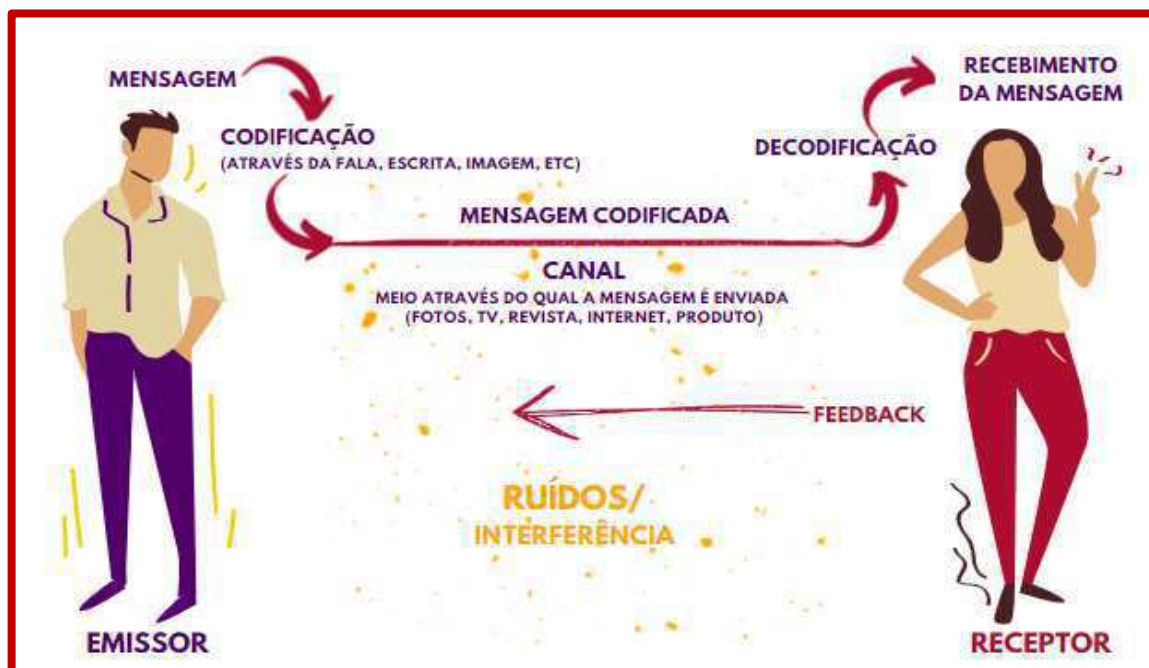 MENSAGEM
CODIFICAÇÃO
(ATRAVÉS DA FALA, ESCRITA, IMAGEM, ETC)
MENSAGEM CODIFICADA
CANAL
MEIO ATRAVÉS DO QUAL A MENSAGEM É ENVIADA
(FOTOS, TV, REVISTA, INTERNET, PRODUTO)
DECODIFICAÇÃO
RECEBIMENTO
DA MENSAGEM
FEEDBACK
RUÍDOS/
INTERFERÊNCIA
EMISSOR
RECEPTOR